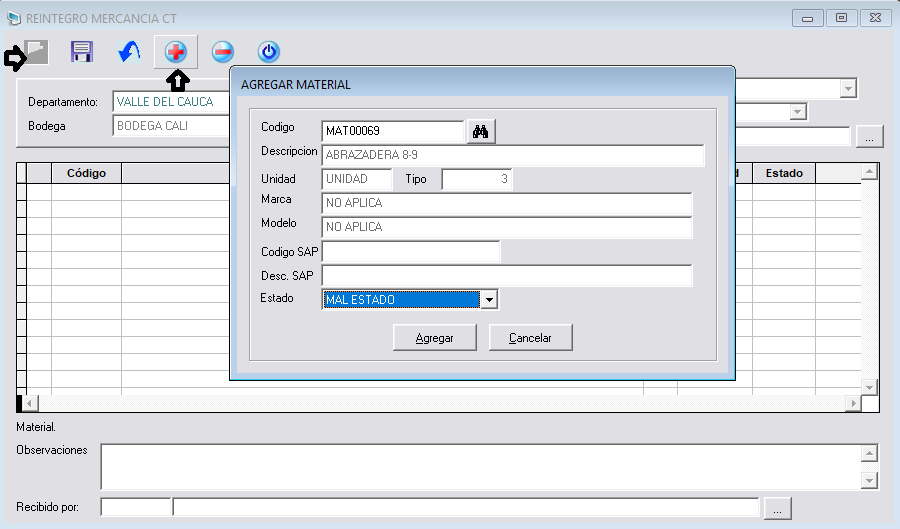 REINTEGRO MERCANCIA CT
Departamento: VALLE DEL CAUCA
Bodega BODEGA CALI
...
Código d Estado
AGREGAR MATERIAL
Codigo MAT00069
Descripcion ABRAZADERA 8-9
Unidad UNIDAD Tipo 3
Marca NO APLICA
Modelo NO APLICA
Codigo SAP
Desc. SAP
Estado MAL ESTADO
Agregar Cancelar
Material.
Observaciones
Recibido por: ...